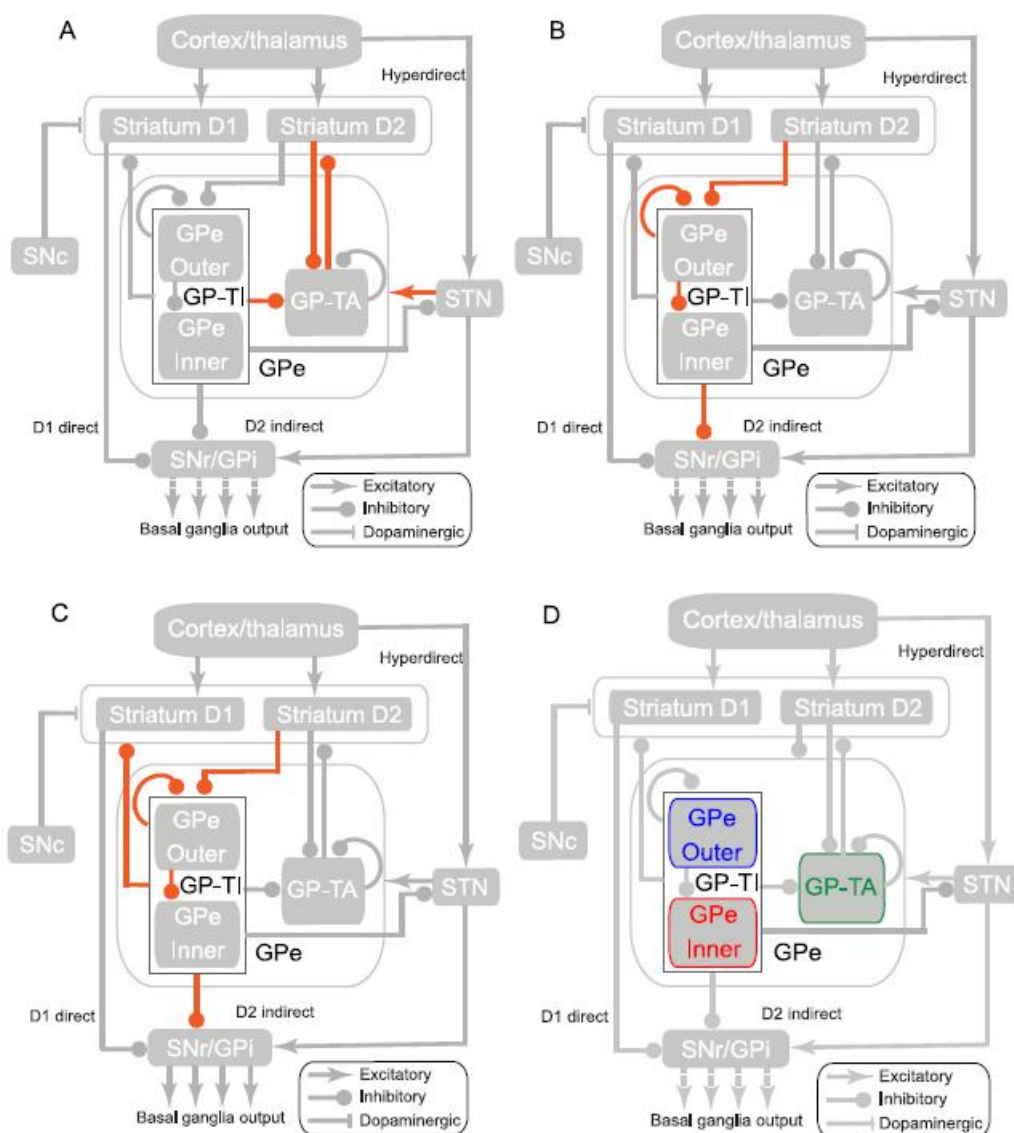 A
Cortex/thalamus
Hyperdirect
Striatum D1
Striatum D2
SNc
GPe
Outer
GP-TI
GP-TA
STN
GPe
Inner
GPe
D1 direct
D2 indirect
SNr/GPi
Basal ganglia output
Excitatory
Inhibitory
Dopaminergic
B
Cortex/thalamus
Hyperdirect
Striatum D1
Striatum D2
SNc
GPe
Outer
GP-TI
GP-TA
STN
GPe
Inner
GPe
D1 direct
D2 indirect
SNr/GPi
Basal ganglia output
Excitatory
Inhibitory
Dopaminergic
C
Cortex/thalamus
Hyperdirect
Striatum D1
Striatum D2
SNc
GPe
Outer
GP-TI
GP-TA
STN
GPe
Inner
GPe
D1 direct
D2 indirect
SNr/GPi
Basal ganglia output
Excitatory
Inhibitory
Dopaminergic
D
Cortex/thalamus
Hyperdirect
Striatum D1
Striatum D2
SNc
GPe
Outer
GP-TI
GP-TA
STN
GPe
Inner
GPe
D1 direct
D2 indirect
SNr/GPi
Basal ganglia output
Excitatory
Inhibitory
Dopaminergic